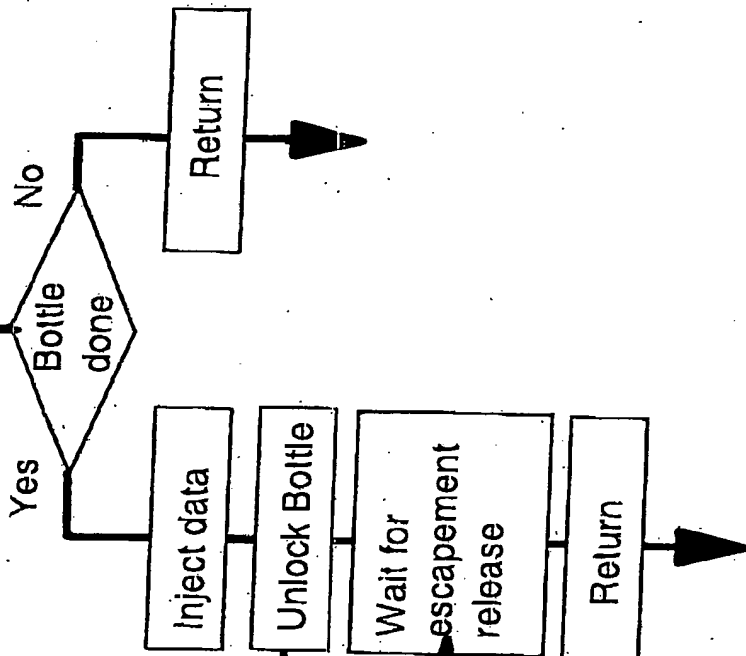 Yes
No
Bottle
done
Return
Inject data
Unlock Bottle
Wait for
escapement
release
Return